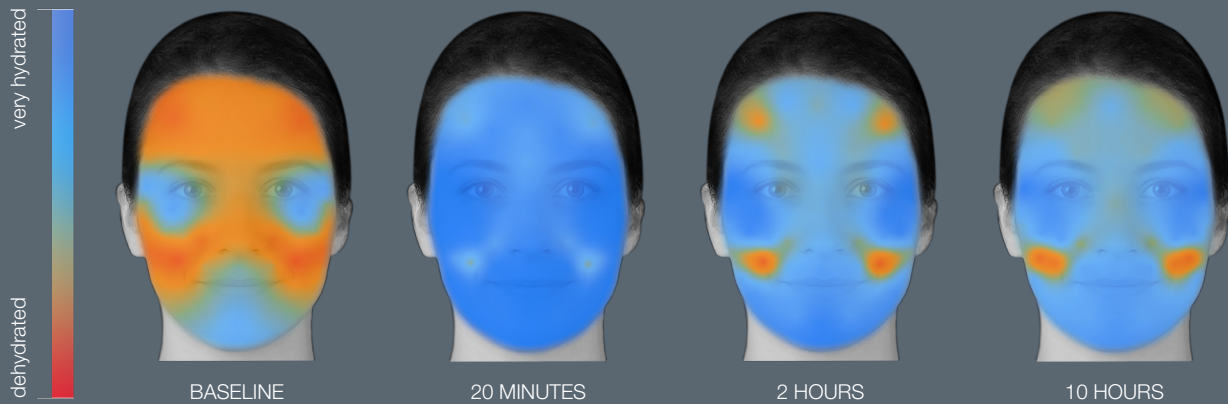 very hydrated
dehydrated
BASELINE
20 MINUTES
2 HOURS
10 HOURS